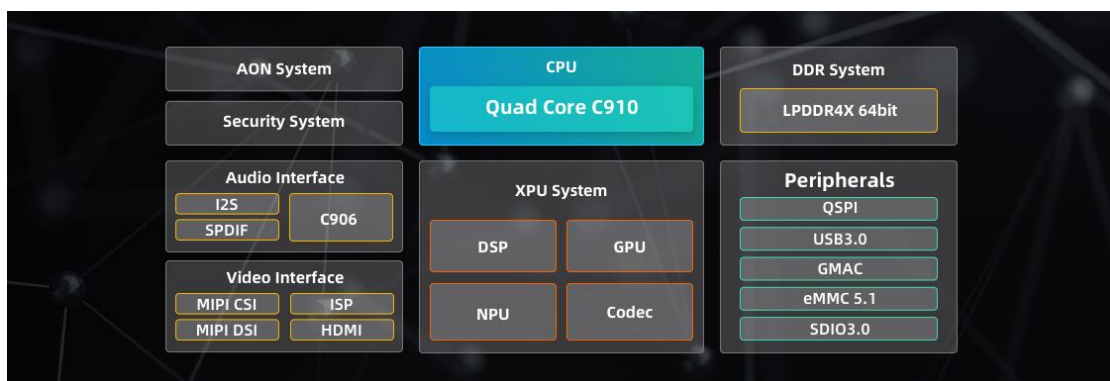 AON System
Security System
CPU
Quad Core C910
DDR System
LPDDR4X 64bit
Audio Interface
I2S
SPDIF
C906
Video Interface
MIPI CSI
ISP
MIPI DSI
HDMI
XPU System
DSP
GPU
NPU
Codec
Peripherals
QSPI
USB3.0
GMAC
eMMC 5.1
SDIO3.0